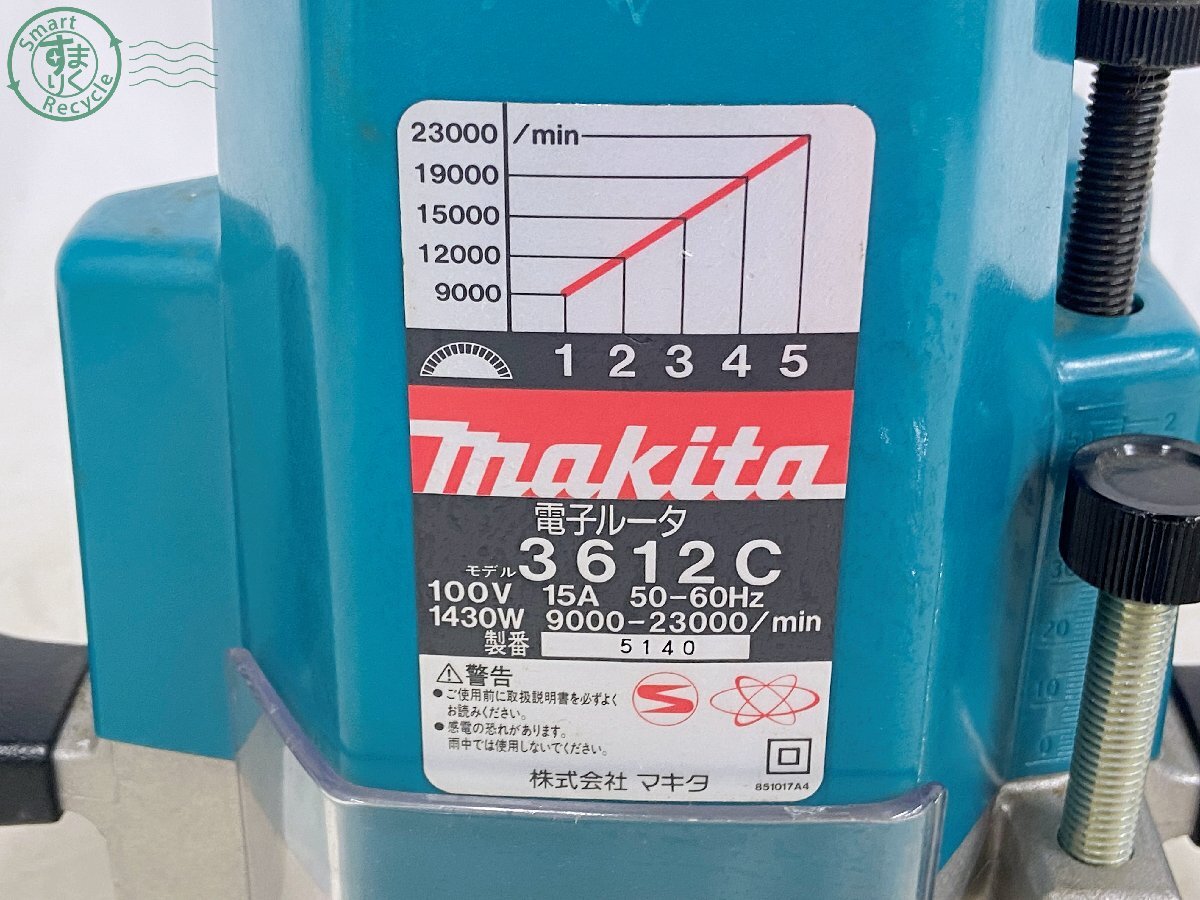 Smart
すまりく
Recycle
23000 /min
19000
15000
12000
9000
1 2 3 4 5
makita
電子ルータ
モデル 3612C
100V 15A 50-60Hz
1430W 9000-23000/min
製番 5140
⚠警告
●ご使用前に取扱説明書を必ずよく
お読みください。
●感電の恐れがあります。
雨中では使用しないでください。
株式会社 マキタ
851017A4
2